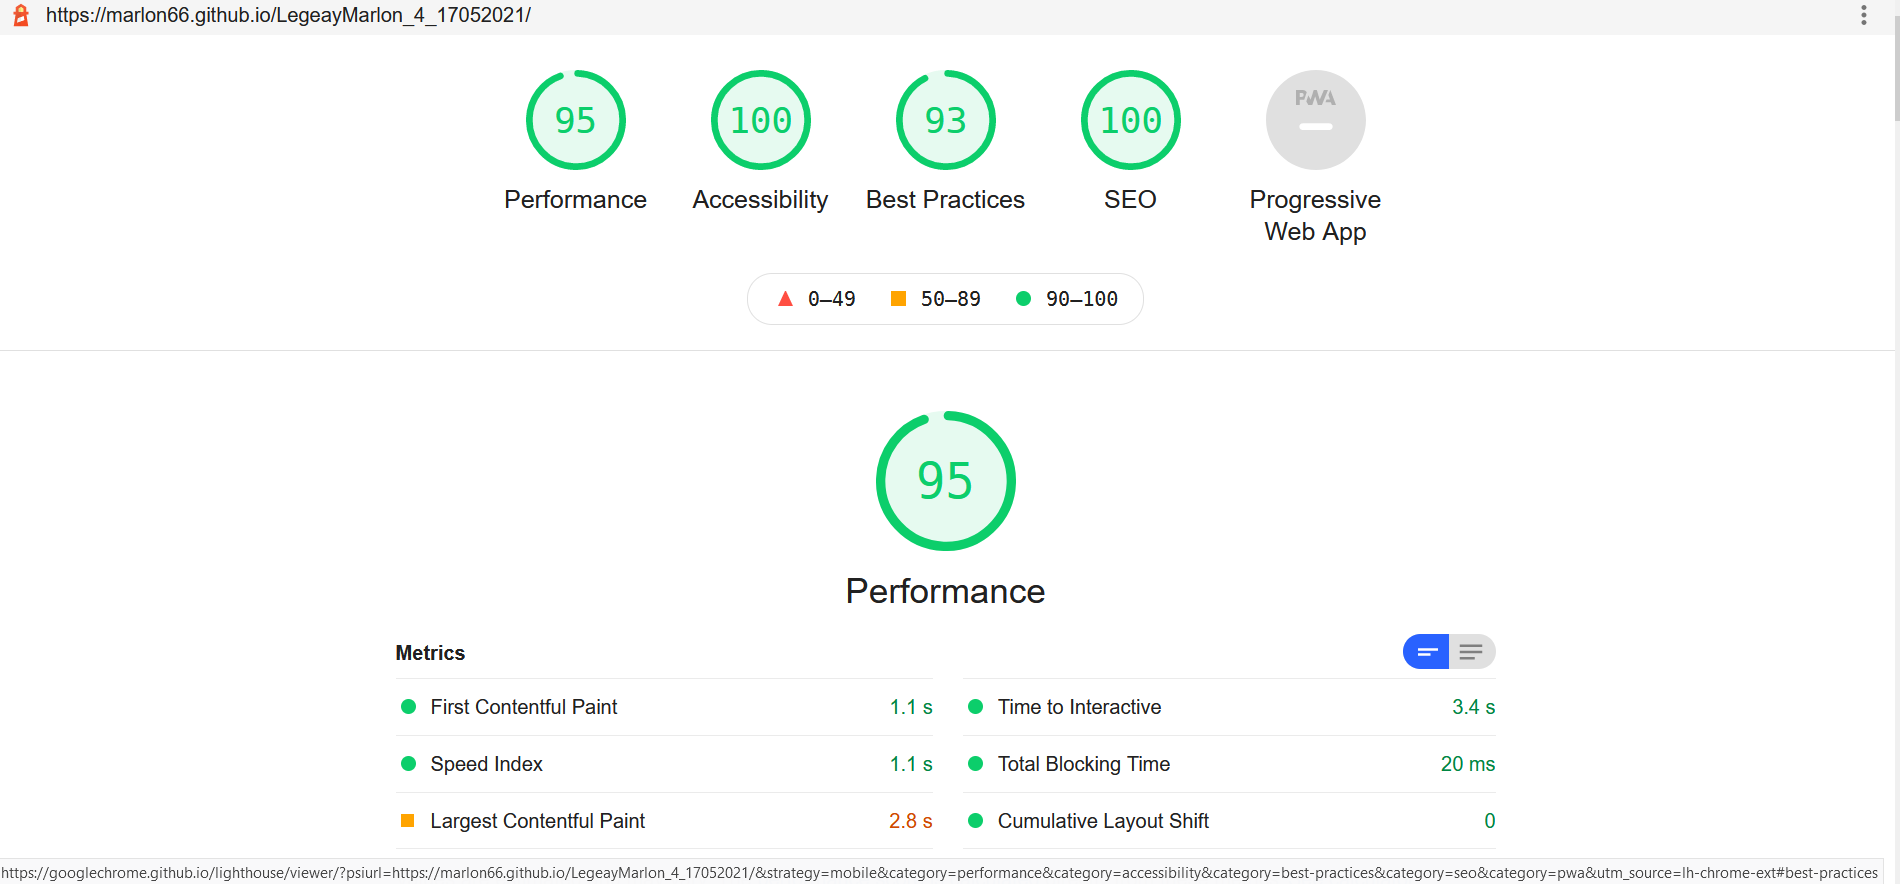 https://marlon66.github.io/LegeayMarlon_4_17052021/
95 100 93 100 PWA
Performance Accessibility Best Practices SEO Progressive
Web App
0–49 50–89 90–100
95
Performance
Metrics
First Contentful Paint 1.1 s Time to Interactive 3.4 s
Speed Index 1.1 s Total Blocking Time 20 ms
Largest Contentful Paint 2.8 s Cumulative Layout Shift 0
https://googlechrome.github.io/lighthouse/viewer/?psiurl=https://marlon66.github.io/LegeayMarlon_4_17052021/&strategy=mobile&category=performance&category=accessibility&category=best-practices&category=seo&category=pwa&utm_source=lh-chrome-ext#best-practices